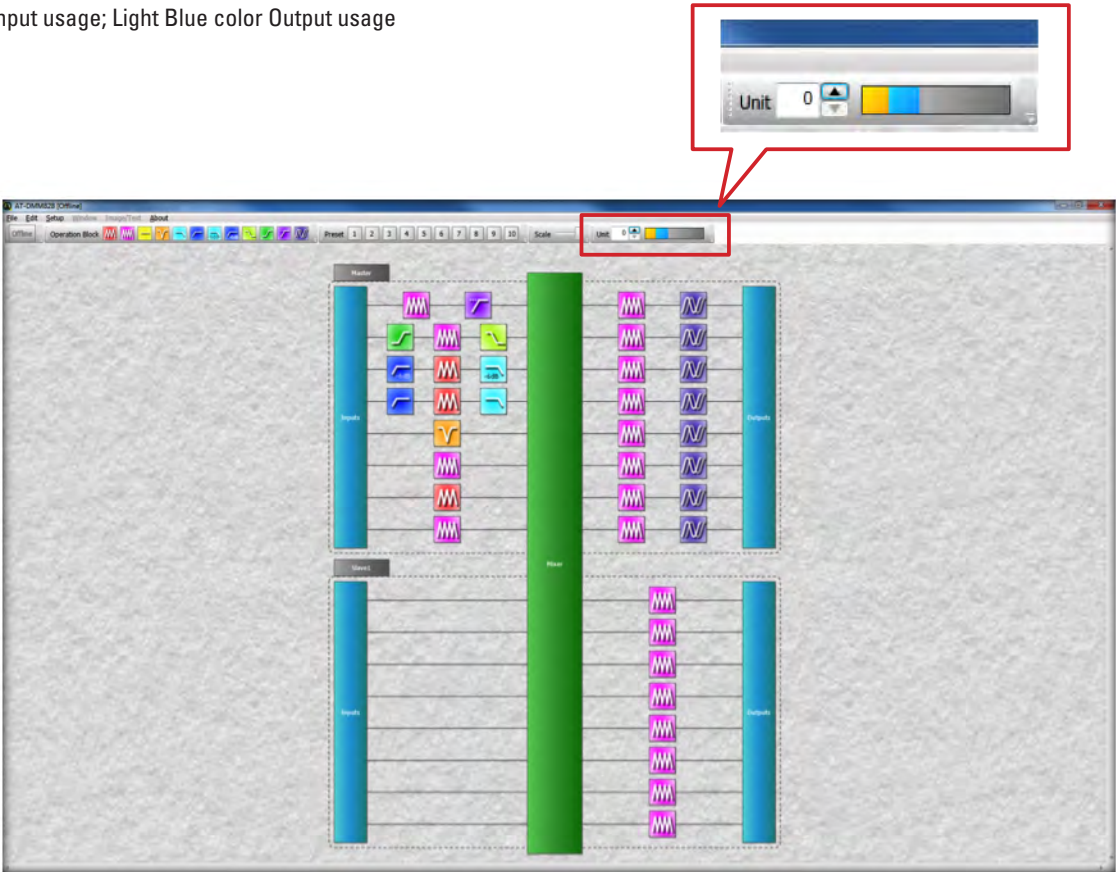 nput usage; Light Blue color Output usage
Unit 0
AT-DMM828 [Offline]
File Edit Setup Window Image/Text About
Offline Operation Block Preset 1 2 3 4 5 6 7 8 9 10 Scale Unit 0
Master
Inputs
Outputs
Mixer
Slave1
Inputs
Outputs